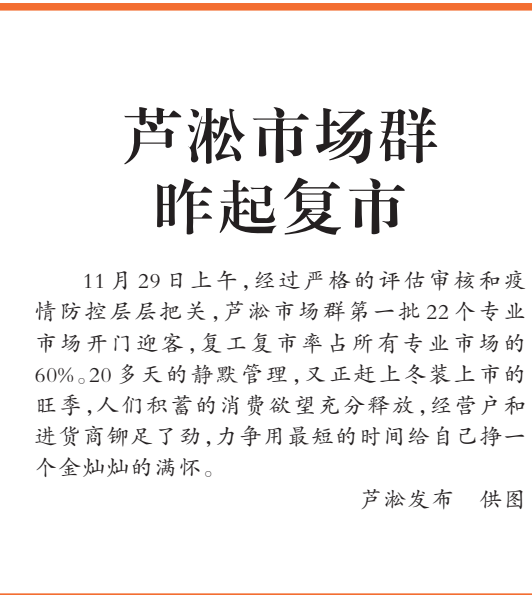 芦淞市场群
昨起复市
11月29日上午,经过严格的评估审核和疫
情防控层层把关,芦淞市场群第一批22个专业
市场开门迎客,复工复市率占所有专业市场的
60%。20多天的静默管理,又正赶上冬装上市的
旺季,人们积蓄的消费欲望充分释放,经营户和
进货商铆足了劲,力争用最短的时间给自己挣一
个金灿灿的满怀。
芦淞发布　供图